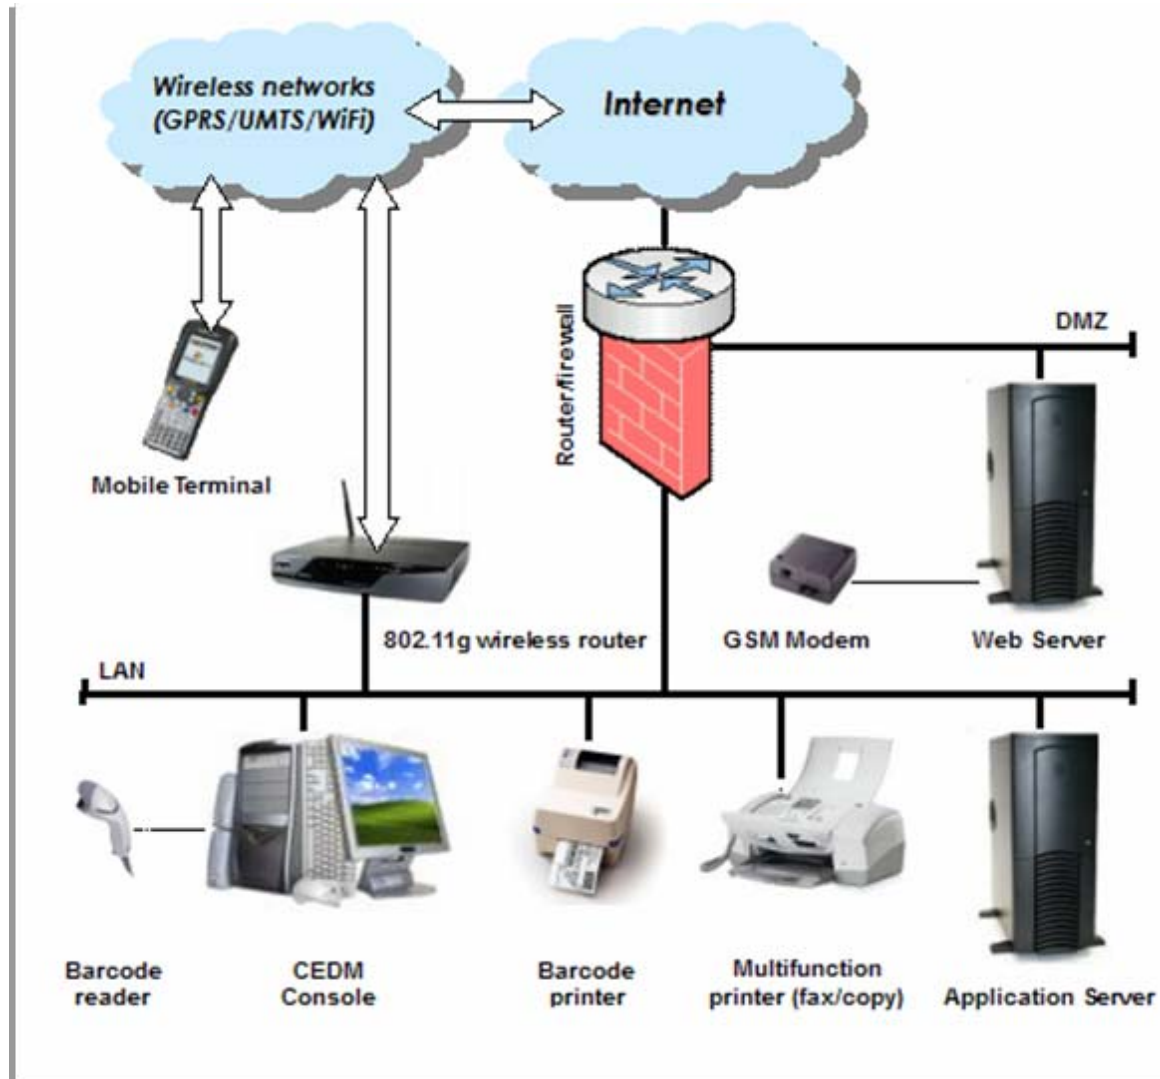 Wireless networks
(GPRS/UMTS/WiFi)
Internet
Router/firewall
DMZ
Mobile Terminal
802.11g wireless router
GSM Modem
Web Server
LAN
Barcode
reader
CEDM
Console
Barcode
printer
Multifunction
printer (fax/copy)
Application Server